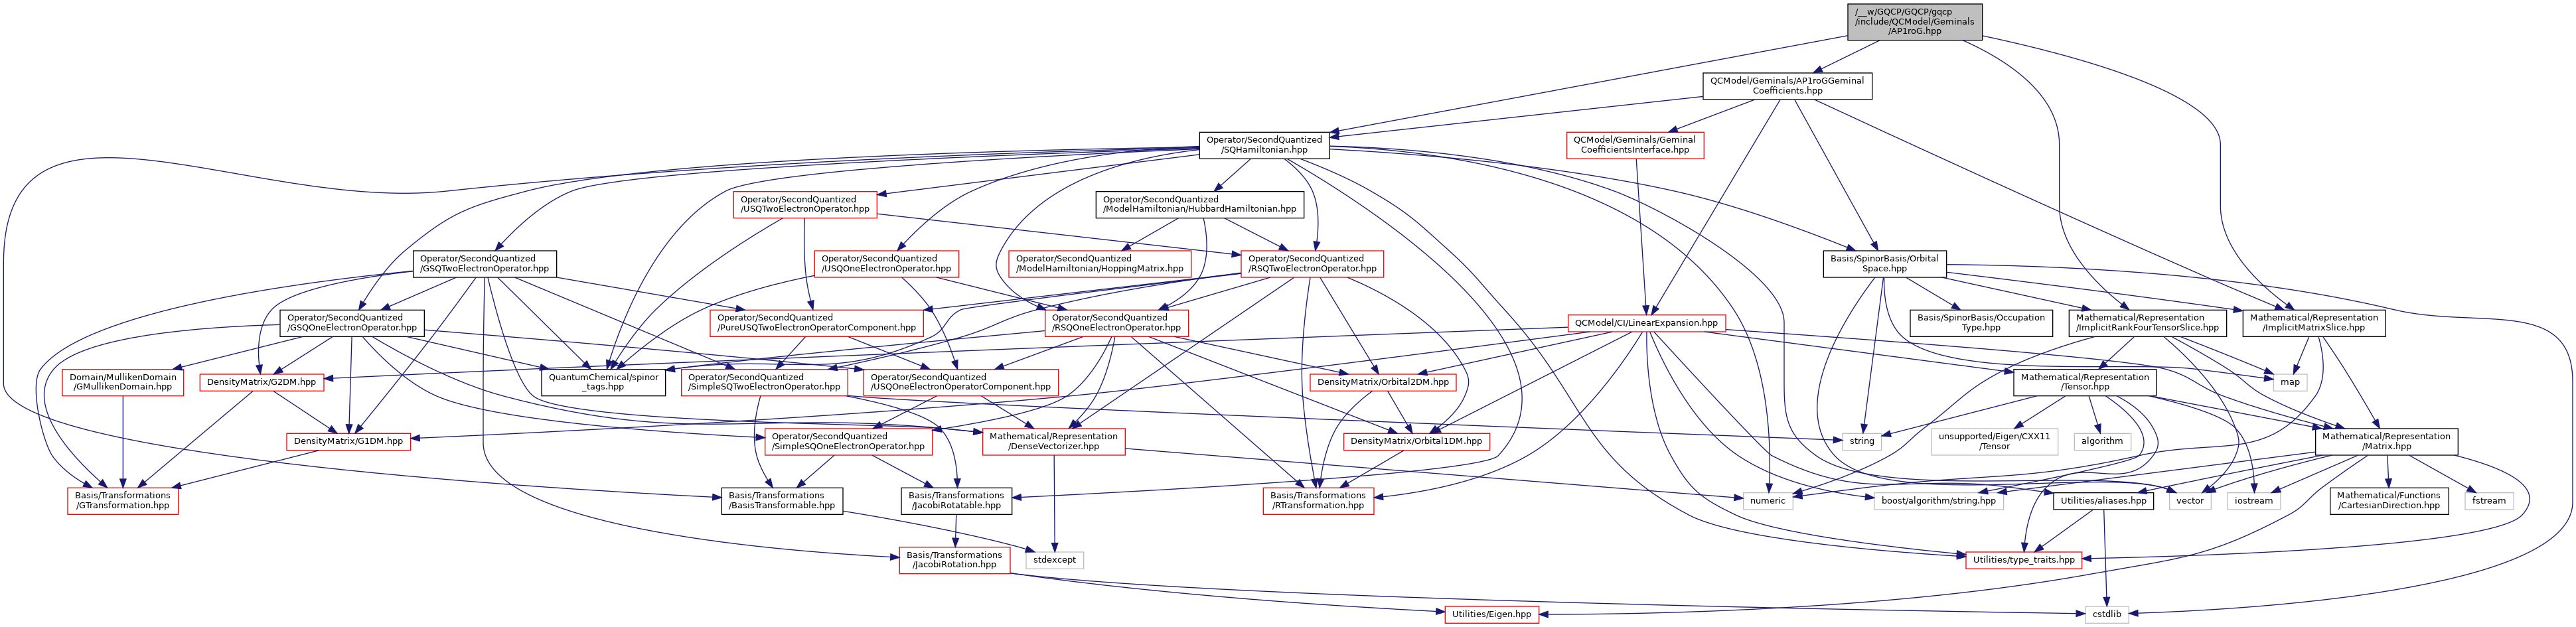 /__w/GQCP/GQCP/gqcp
/include/QCModel/Geminals
/AP1roG.hpp
QCModel/Geminals/AP1roGGeminal
Coefficients.hpp
Operator/SecondQuantized
/SQHamiltonian.hpp
QCModel/Geminals/Geminal
CoefficientsInterface.hpp
Operator/SecondQuantized
/USQTwoElectronOperator.hpp
Operator/SecondQuantized
/ModelHamiltonian/HubbardHamiltonian.hpp
Operator/SecondQuantized
/GSQTwoElectronOperator.hpp
Operator/SecondQuantized
/USQOneElectronOperator.hpp
Operator/SecondQuantized
/ModelHamiltonian/HoppingMatrix.hpp
Operator/SecondQuantized
/RSQTwoElectronOperator.hpp
Basis/SpinorBasis/Orbital
Space.hpp
Operator/SecondQuantized
/GSQOneElectronOperator.hpp
Operator/SecondQuantized
/PureUSQTwoElectronOperatorComponent.hpp
Operator/SecondQuantized
/RSQOneElectronOperator.hpp
QCModel/CI/LinearExpansion.hpp
Basis/SpinorBasis/Occupation
Type.hpp
Mathematical/Representation
/ImplicitRankFourTensorSlice.hpp
Mathematical/Representation
/ImplicitMatrixSlice.hpp
Domain/MullikenDomain
/GMullikenDomain.hpp
DensityMatrix/G2DM.hpp
QuantumChemical/spinor
_tags.hpp
Operator/SecondQuantized
/SimpleSQTwoElectronOperator.hpp
Operator/SecondQuantized
/USQOneElectronOperatorComponent.hpp
DensityMatrix/Orbital2DM.hpp
Mathematical/Representation
/Tensor.hpp
map
DensityMatrix/G1DM.hpp
Operator/SecondQuantized
/SimpleSQOneElectronOperator.hpp
Mathematical/Representation
/DenseVectorizer.hpp
DensityMatrix/Orbital1DM.hpp
string
unsupported/Eigen/CXX11
/Tensor
algorithm
Mathematical/Representation
/Matrix.hpp
Basis/Transformations
/GTransformation.hpp
Basis/Transformations
/BasisTransformable.hpp
Basis/Transformations
/JacobiRotatable.hpp
Basis/Transformations
/RTransformation.hpp
numeric
boost/algorithm/string.hpp
Utilities/aliases.hpp
vector
iostream
Mathematical/Functions
/CartesianDirection.hpp
fstream
Basis/Transformations
/JacobiRotation.hpp
stdexcept
Utilities/type_traits.hpp
Utilities/Eigen.hpp
cstdlib